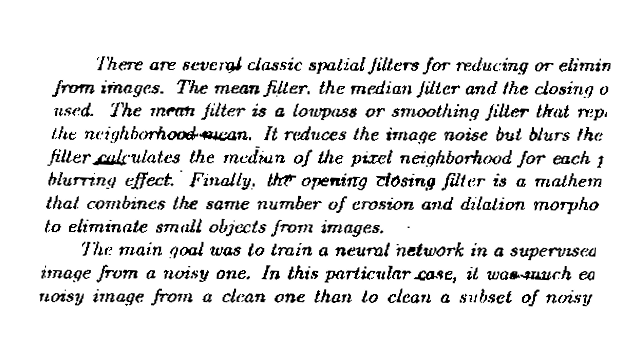 There are several classic spatial filters for reducing or elimin
from images. The mean filter, the median filter and the closing o
used. The mean filter is a lowpass or smoothing filter that rep
the neighborhood mean. It reduces the image noise but blurs the
filter calculates the median of the pixel neighborhood for each
blurring effect. Finally, the opening closing filter is a mathem
that combines the same number of erosion and dilation morpho
to eliminate small objects from images.
The main goal was to train a neural network in a supervised
image from a noisy one. In this particular case, it was much ea
noisy image from a clean one than to clean a subset of noisy